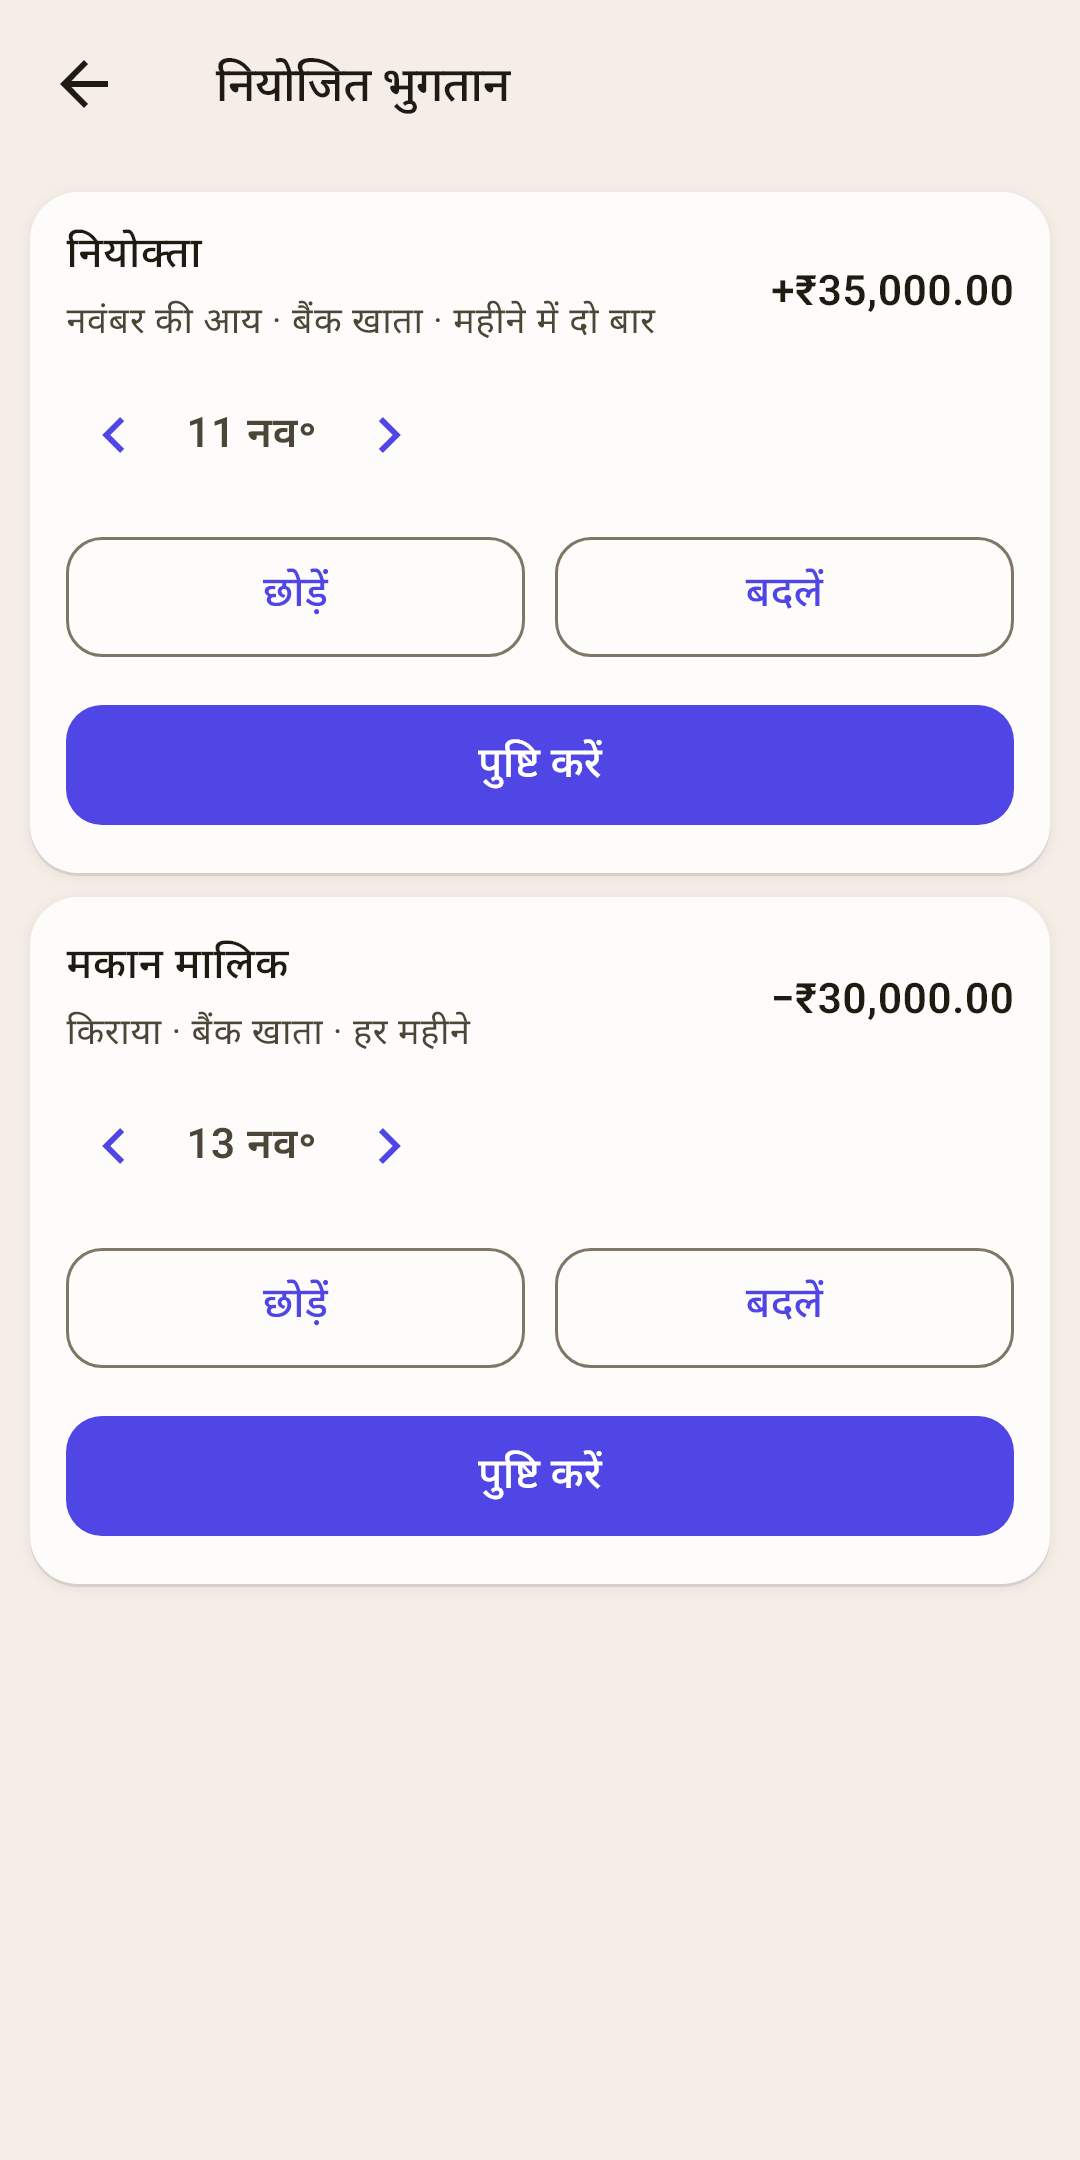 नियोजित भुगतान
नियोक्ता
+₹35,000.00
नवंबर की आय · बैंक खाता · महीने में दो बार
11 नव॰
छोड़ें
बदलें
पुष्टि करें
मकान मालिक
−₹30,000.00
किराया · बैंक खाता · हर महीने
13 नव॰
छोड़ें
बदलें
पुष्टि करें